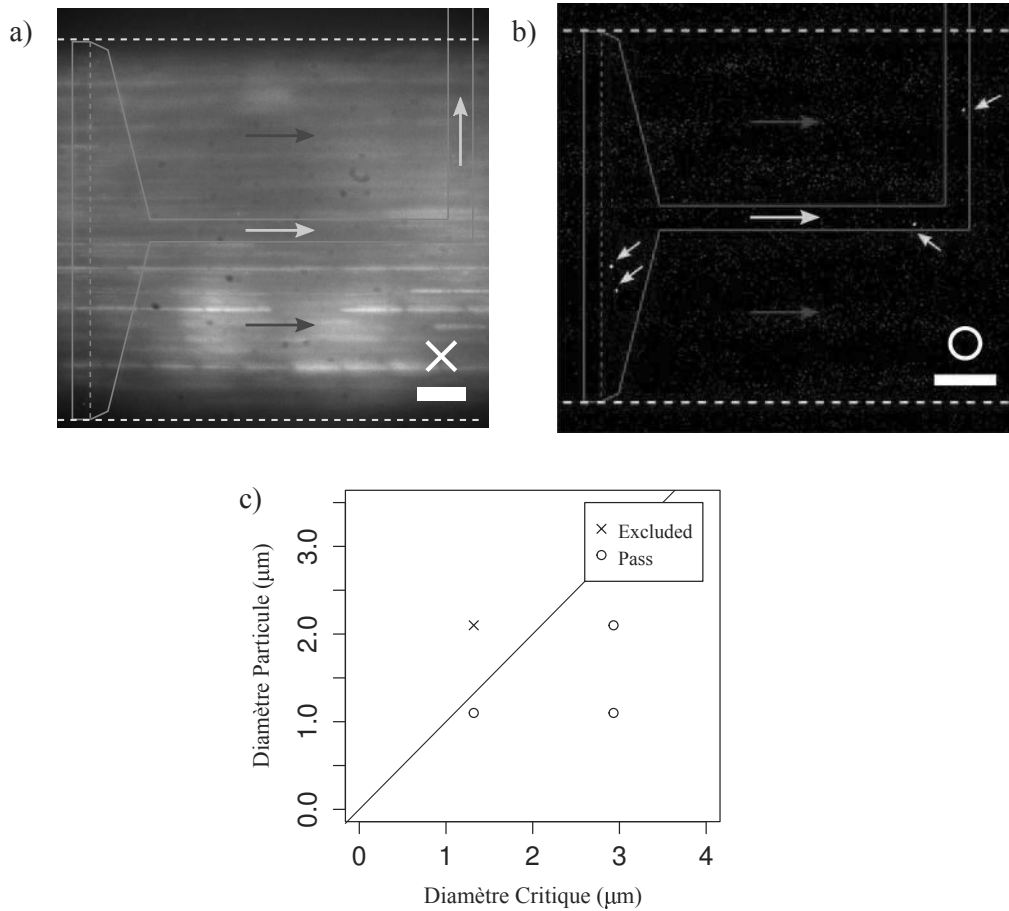 a)
b)
c)
Diamètre Particule (μm)
3.0
2.0
1.0
0.0
Excluded
Pass
0 1 2 3 4
Diamètre Critique (μm)